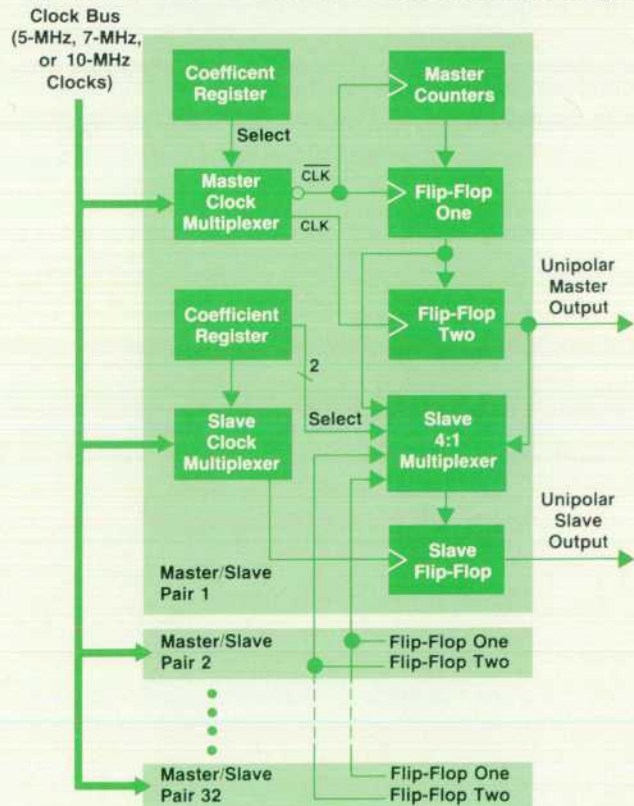 Clock Bus
(5-MHz, 7-MHz,
or 10-MHz
Clocks)
Coefficent
Register
Select
Master
Clock
Multiplexer
CLK
CLK
Master
Counters
Flip-Flop
One
Flip-Flop
Two
Unipolar
Master
Output
Coefficient
Register
2
Select
Slave
Clock
Multiplexer
Slave
4:1
Multiplexer
Slave
Flip-Flop
Unipolar
Slave
Output
Master/Slave
Pair 1
Master/Slave
Pair 2
Flip-Flop One
Flip-Flop Two
Master/Slave
Pair 32
Flip-Flop One
Flip-Flop Two